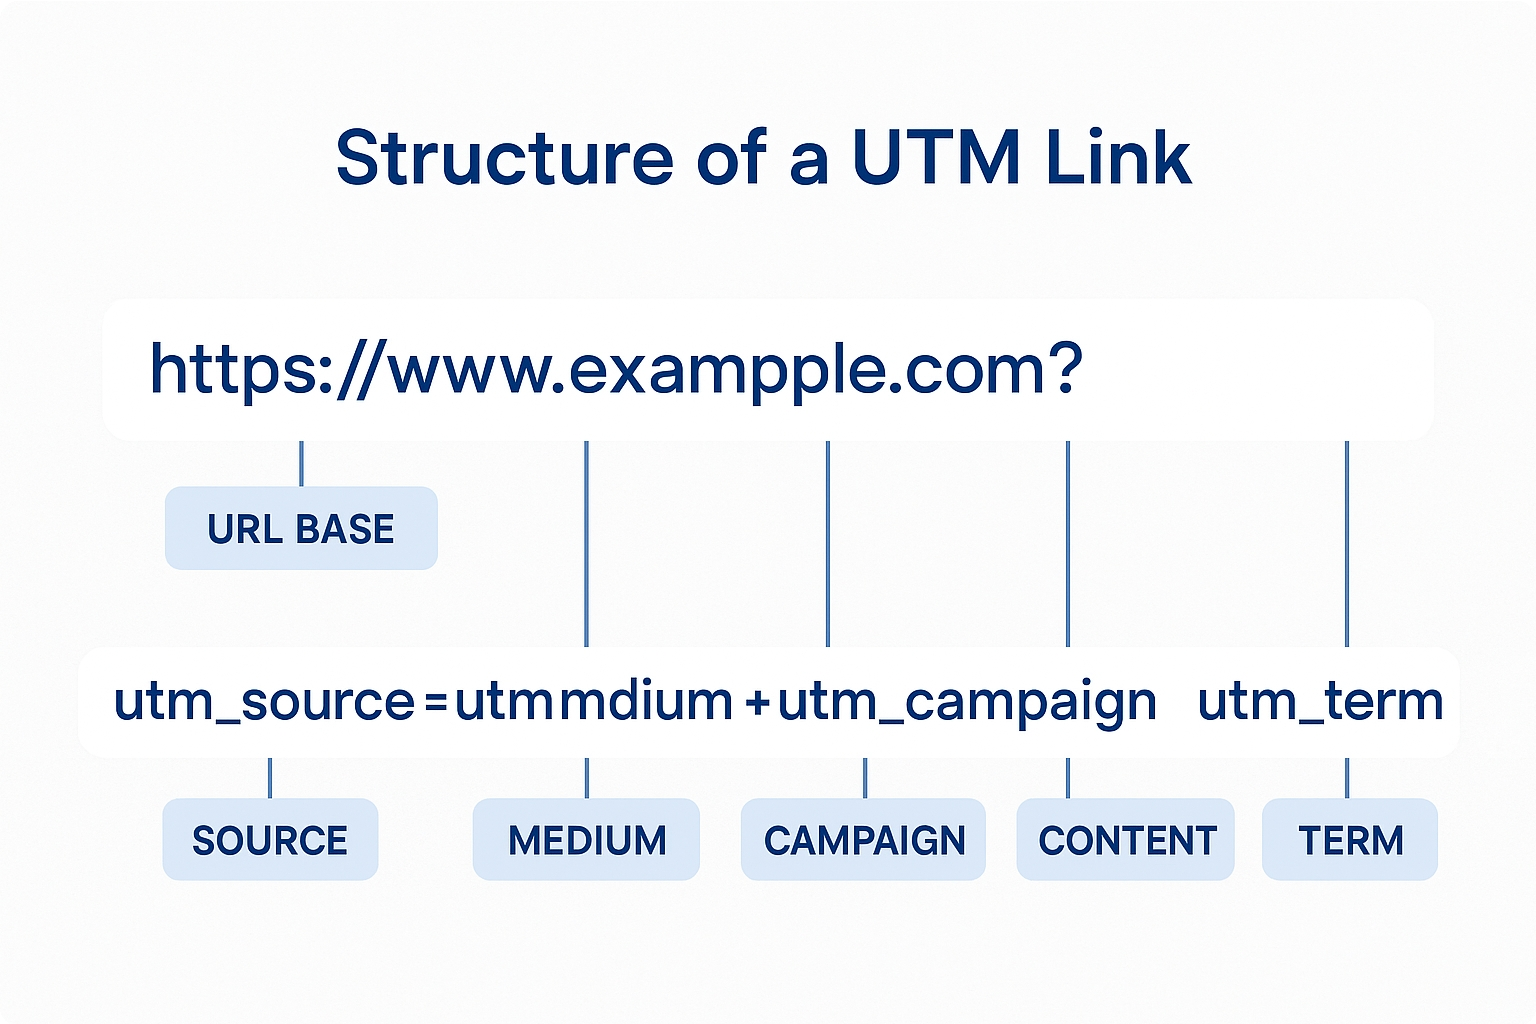 Structure of a UTM Link
https://www.exampple.com?
URL BASE
utm_source=utmmdium+utm_campaign utm_term
SOURCE MEDIUM CAMPAIGN CONTENT TERM